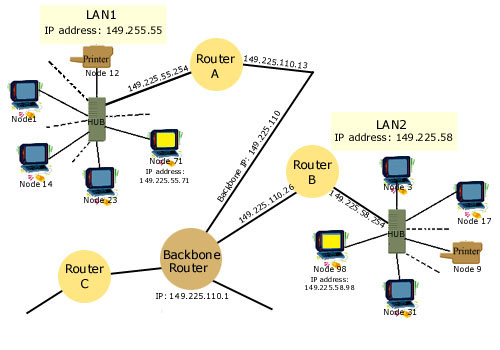 LAN1
IP address: 149.255.55
Printer
Node 12
149.225.55.254
Router
A
149.225.110.13
Node1
HUB
Node 71
IP address:
149.225.55.71
Node 14
Node 23
Backbone IP: 149.225.110
LAN2
IP address: 149.225.58
Router
B
149.225.110.26
149.225.58.254
Node 3
Node 17
HUB
Printer
Node 9
Node 98
IP address:
149.225.58.98
Node 31
Backbone
Router
IP: 149.225.110.1
Router
C